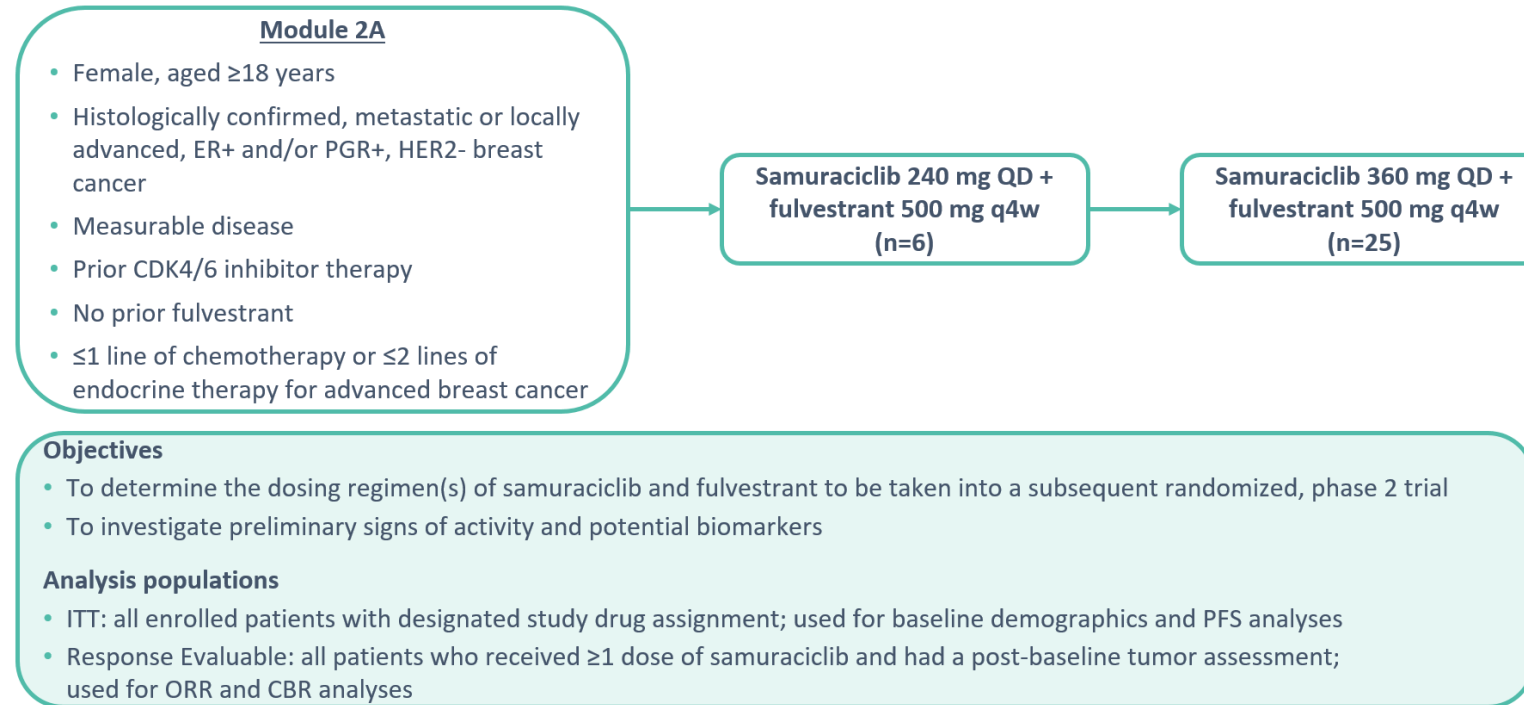 Module 2A
• Female, aged ≥18 years
• Histologically confirmed, metastatic or locally
advanced, ER+ and/or PGR+, HER2- breast
cancer
• Measurable disease
• Prior CDK4/6 inhibitor therapy
• No prior fulvestrant
• ≤1 line of chemotherapy or ≤2 lines of
endocrine therapy for advanced breast cancer
Samuraciclib 240 mg QD +
fulvestrant 500 mg q4w
(n=6)
Samuraciclib 360 mg QD +
fulvestrant 500 mg q4w
(n=25)
Objectives
• To determine the dosing regimen(s) of samuraciclib and fulvestrant to be taken into a subsequent randomized, phase 2 trial
• To investigate preliminary signs of activity and potential biomarkers
Analysis populations
• ITT: all enrolled patients with designated study drug assignment; used for baseline demographics and PFS analyses
• Response Evaluable: all patients who received ≥1 dose of samuraciclib and had a post-baseline tumor assessment;
used for ORR and CBR analyses